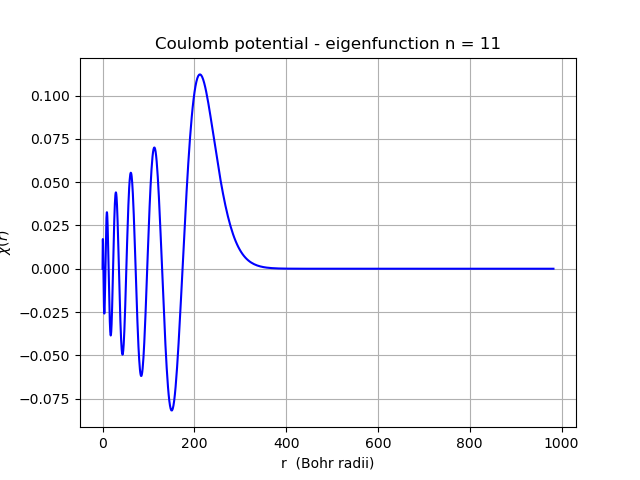 Coulomb potential - eigenfunction n = 11
0.100
0.075
0.050
0.025
0.000
−0.025
−0.050
−0.075
χ(r)
0 200 400 600 800 1000
r (Bohr radii)